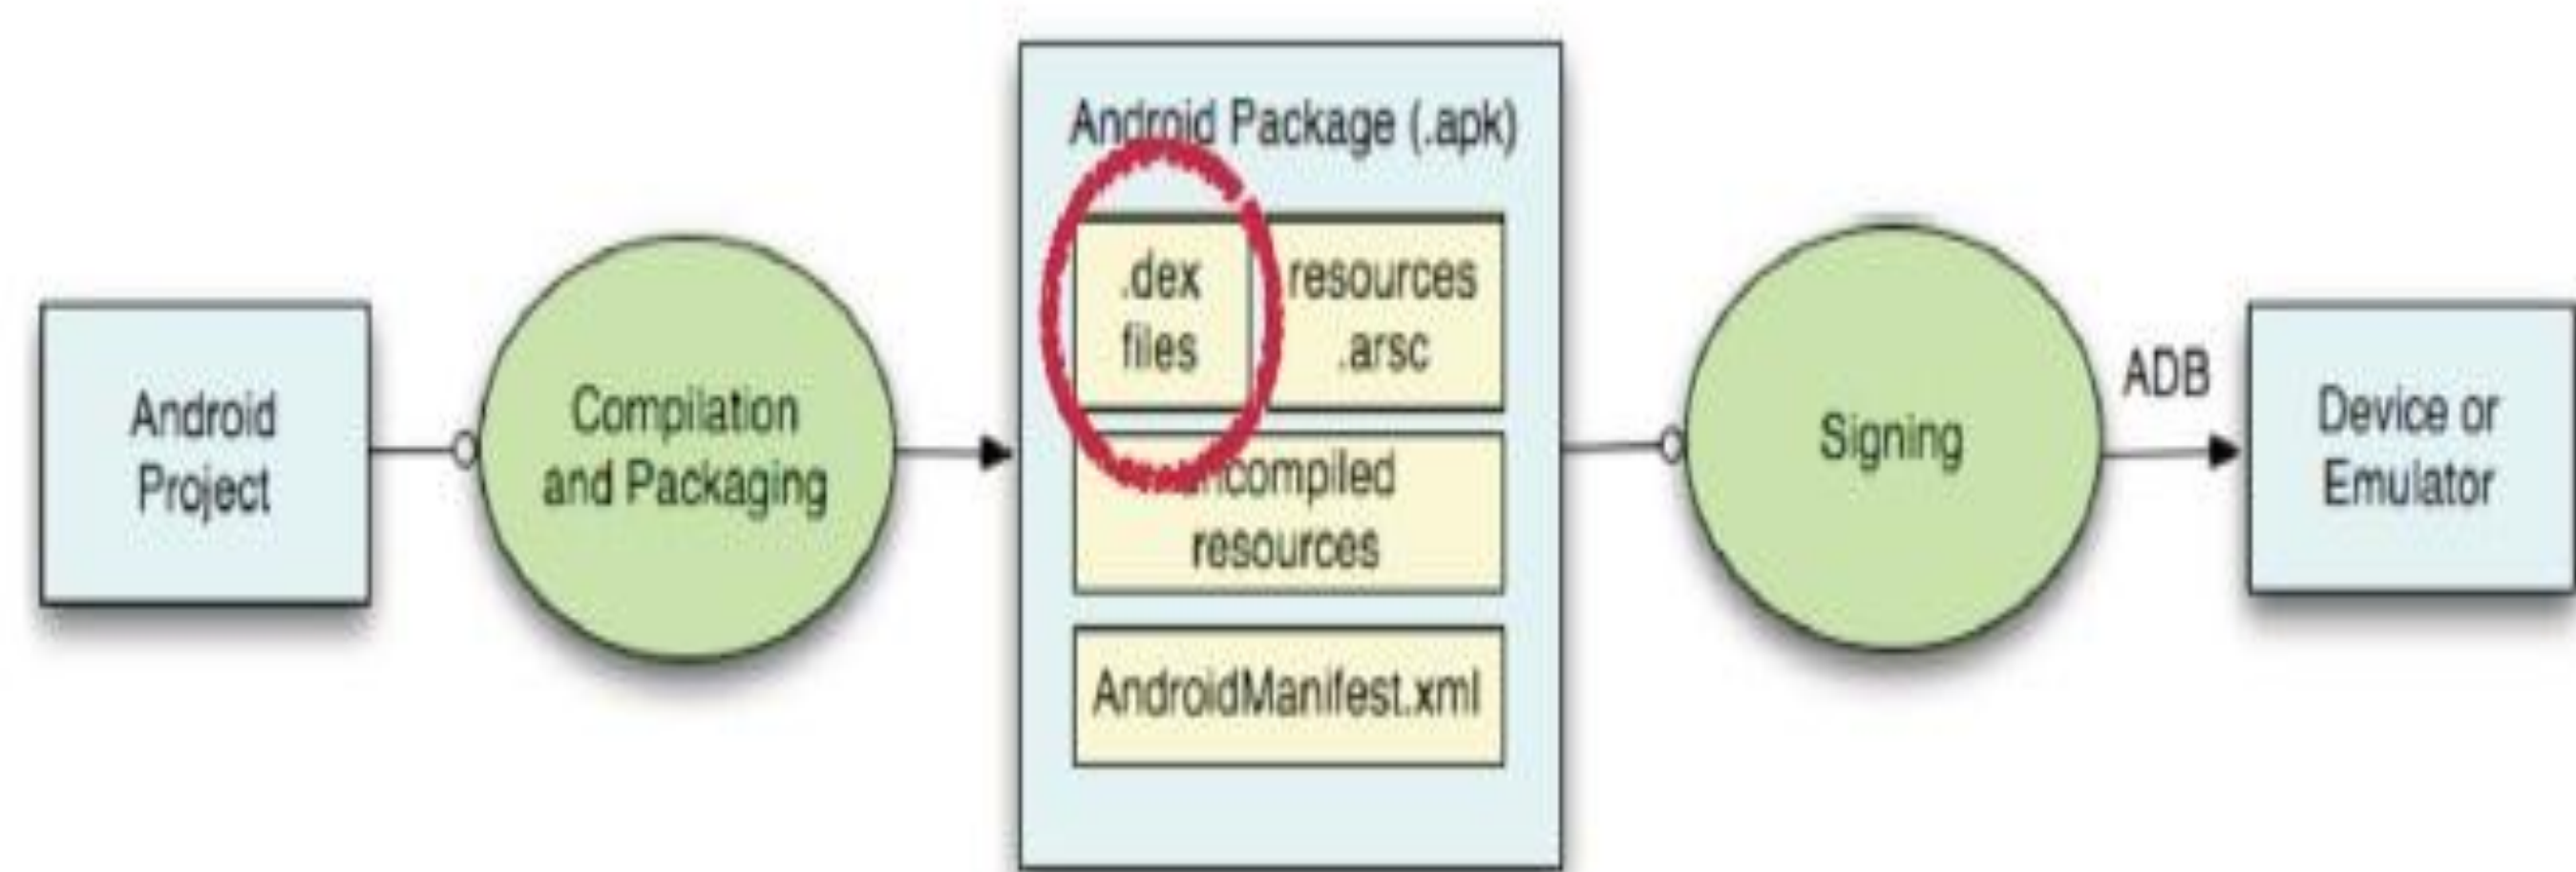 Android
Project
Compilation
and Packaging
Android Package (.apk)
.dex
files
resources
.arsc
resources
AndroidManifest.xml
Signing
ADB
Device or
Emulator